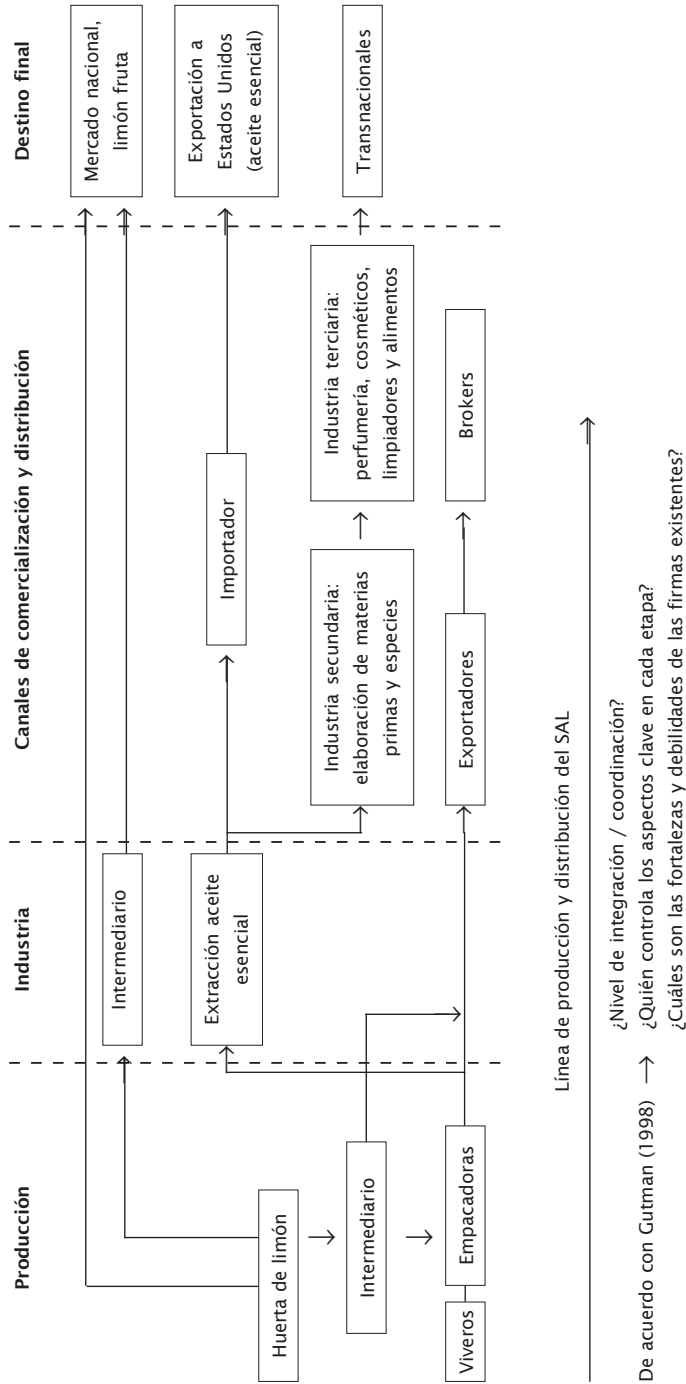 Producción
Industria
Canales de comercialización y distribución
Destino final
Huerta de limón
Intermediario
Viveros
Empacadoras
Intermediario
Extracción aceite
esencial
Importador
Industria secundaria:
elaboración de materias
primas y especies
Industria terciaria:
perfumería, cosméticos,
limpiadores y alimentos
Exportadores
Brokers
Mercado nacional,
limón fruta
Exportación a
Estados Unidos
(aceite esencial)
Transnacionales
Línea de producción y distribución del SAL
¿Nivel de integración / coordinación?
De acuerdo con Gutman (1998) → ¿Quién controla los aspectos clave en cada etapa?
¿Cuáles son las fortalezas y debilidades de las firmas existentes?